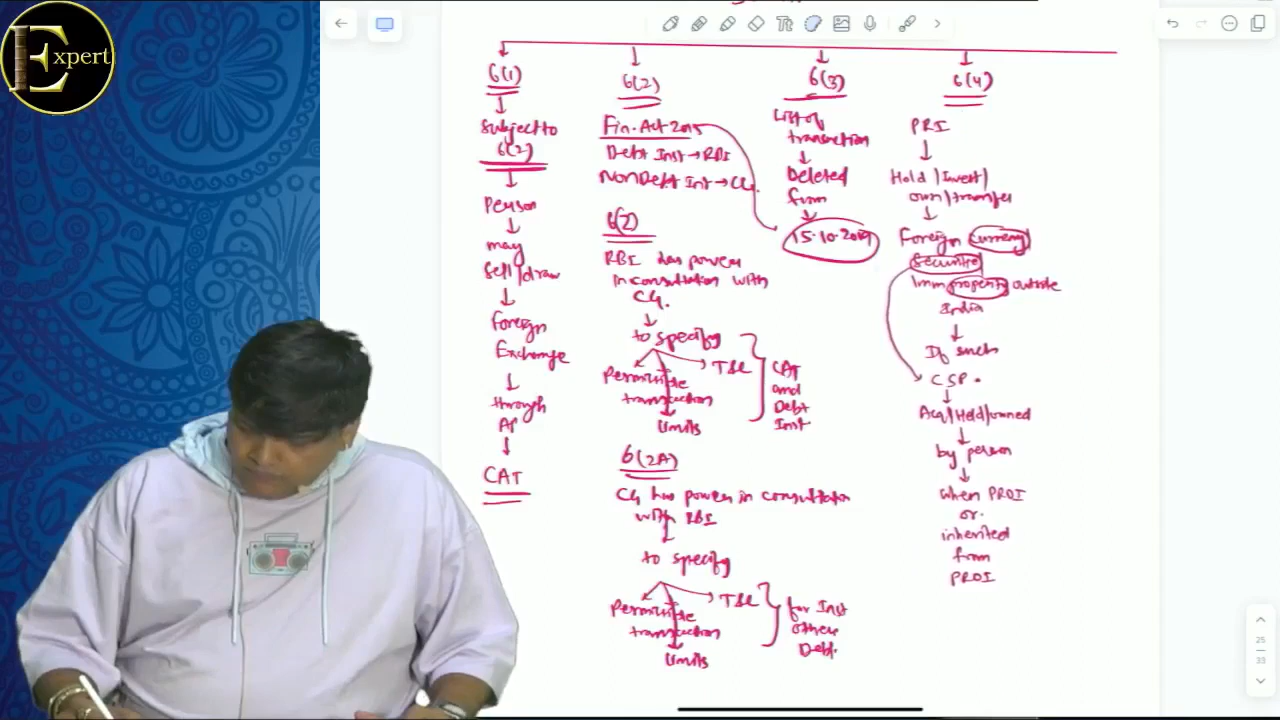 Expert
6(1)
Subject to
6(2)
Person
may
Sell/draw
Foreign
Exchange
through
AP
CAT
6(2)
Fin. Act 2015
Debt Inst → RBI
Non Debt Int → CG.
6(2)
RBI has power
in consultation with
CG.
to specify
Permissible
transaction
T&C
Limits
CAT
and
Debt
Inst
6(2A)
CG has power in consultation
with RBI
to specify
Permissible
transaction
T&C
Limits
for Inst
other
Debt.
6(3)
List of
transaction
Deleted
from
15.10.2019
6(4)
PRI
Hold/Invest/
own/transfer
Foreign Currency
Securities
Imm property outside
India
If such
CSP.
Acq/Held/owned
by person
when PROI
or.
inherited
from
PROI
25
33